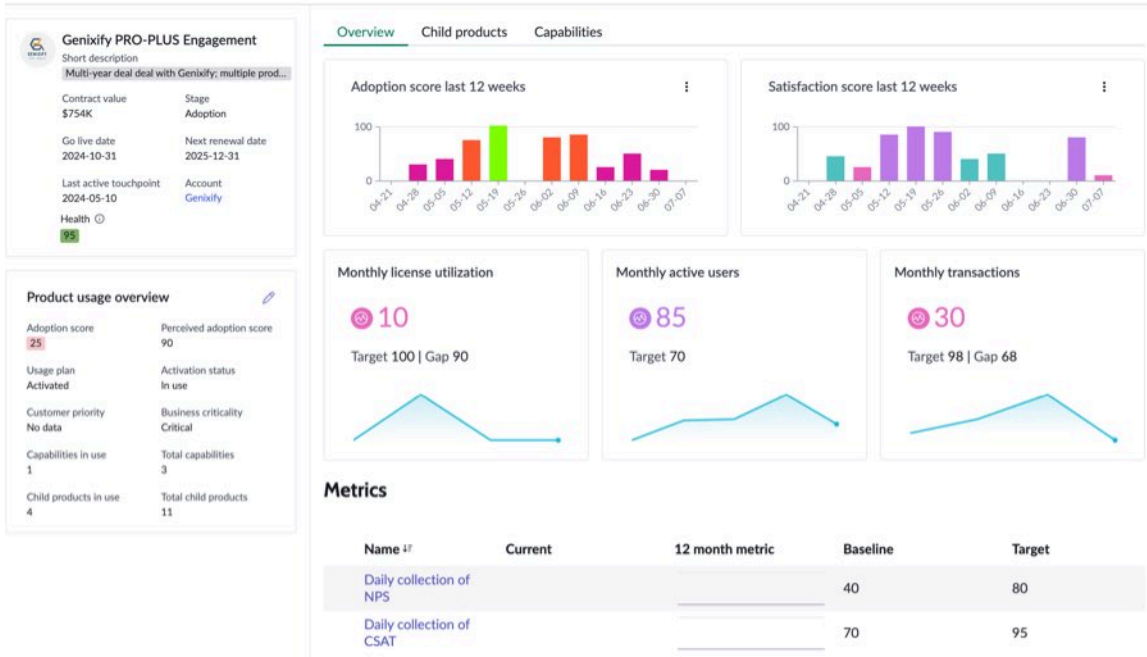 Genixify PRO-PLUS Engagement
Short description
Multi-year deal deal with Genixify; multiple prod...
Contract value
Stage
$754K
Adoption
Go live date
Next renewal date
2024-10-31
2025-12-31
Last active touchpoint
Account
2024-05-10
Genixify
Health
95
Product usage overview
Adoption score
Perceived adoption score
25
90
Usage plan
Activation status
Activated
In use
Customer priority
Business criticality
No data
Critical
Capabilities in use
Total capabilities
1
3
Child products in use
Total child products
4
11
Overview
Child products
Capabilities
Adoption score last 12 weeks
100
0
04-21
04-28
05-05
05-12
05-19
05-26
06-02
06-09
06-16
06-23
06-30
07-07
Satisfaction score last 12 weeks
100
0
04-21
04-28
05-05
05-12
05-19
05-26
06-02
06-09
06-16
06-23
06-30
07-07
Monthly license utilization
10
Target 100 | Gap 90
Monthly active users
85
Target 70
Monthly transactions
30
Target 98 | Gap 68
Metrics
Name
Current
12 month metric
Baseline
Target
Daily collection of
NPS
40
80
Daily collection of
CSAT
70
95